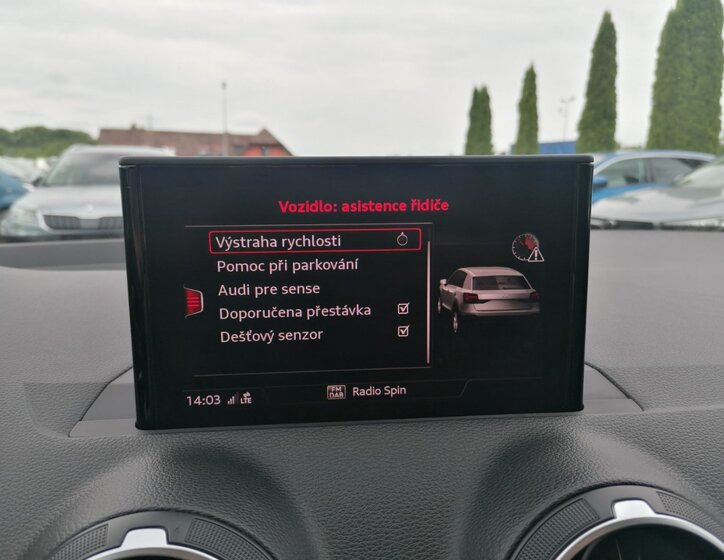 Vozidlo: asistence řidiče
Výstraha rychlosti
Pomoc při parkování
Audi pre sense
Doporučena přestávka
Dešťový senzor
14:03 LTE FM DAB Radio Spin